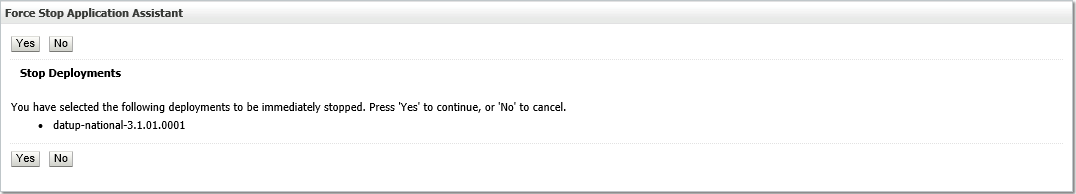 Force Stop Application Assistant
Yes No
Stop Deployments
You have selected the following deployments to be immediately stopped. Press 'Yes' to continue, or 'No' to cancel.
• datup-national-3.1.01.0001
Yes No